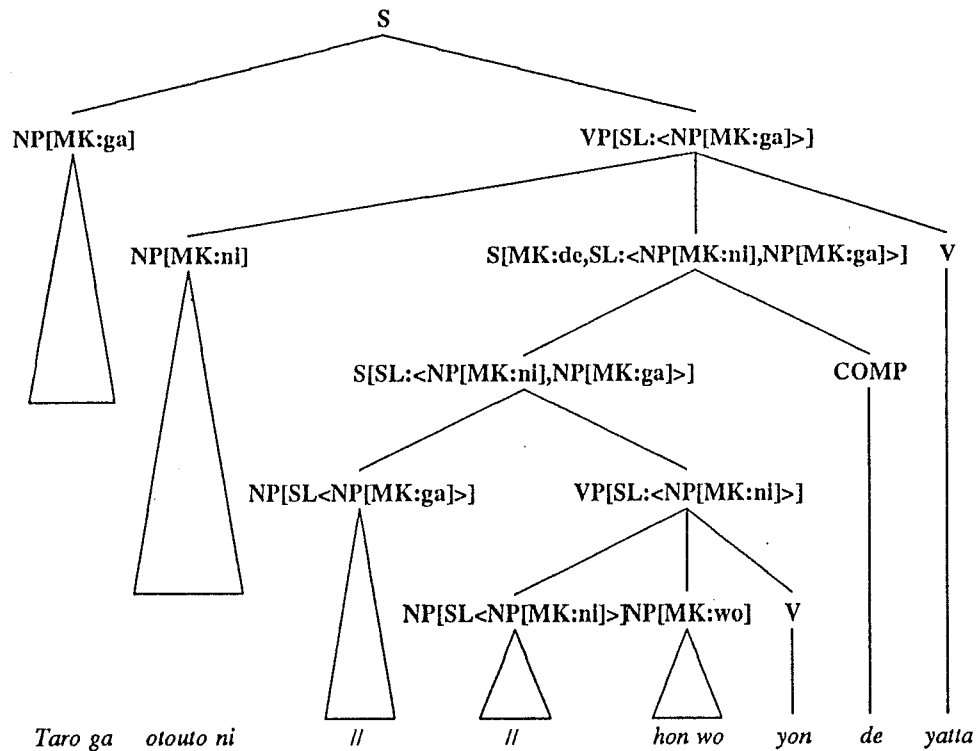 S
NP[MK:ga] VP[SL:<NP[MK:ga]>]
NP[MK:ni] S[MK:de,SL:<NP[MK:ni],NP[MK:ga]>] V
S[SL:<NP[MK:ni],NP[MK:ga]>] COMP
NP[SL<NP[MK:ga]>] VP[SL:<NP[MK:ni]>]
NP[SL<NP[MK:ni]>] NP[MK:wo] V
Taro ga otouto ni // // hon wo yon de yatta